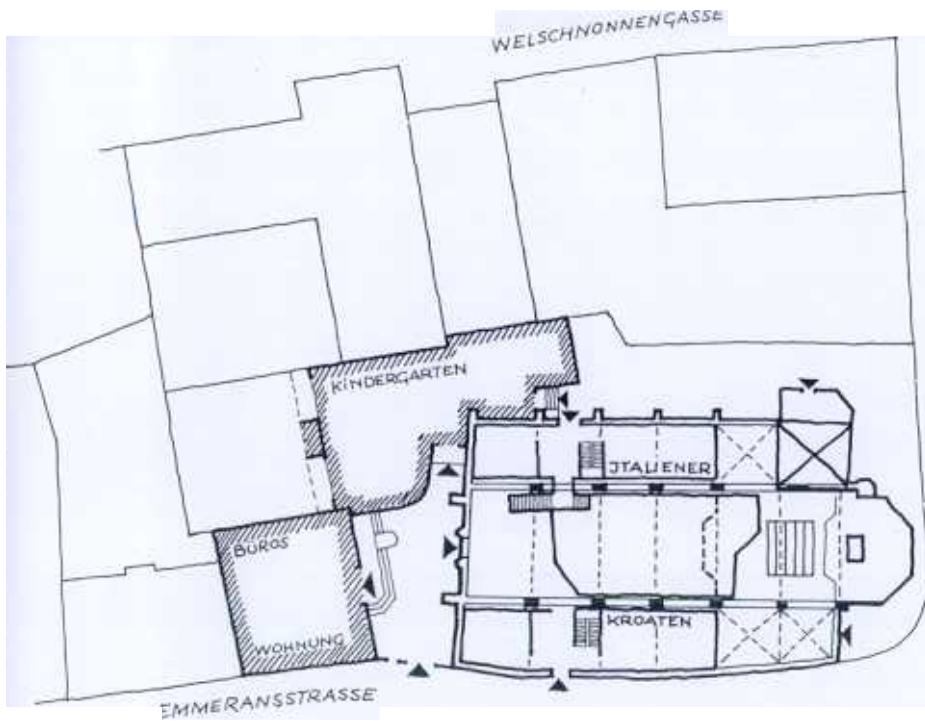 WELSCHNONNENGASSE
KINDERGARTEN
JTALIENER
BÜROS
KROATEN
WOHNUNG
EMMERANSSTRASSE